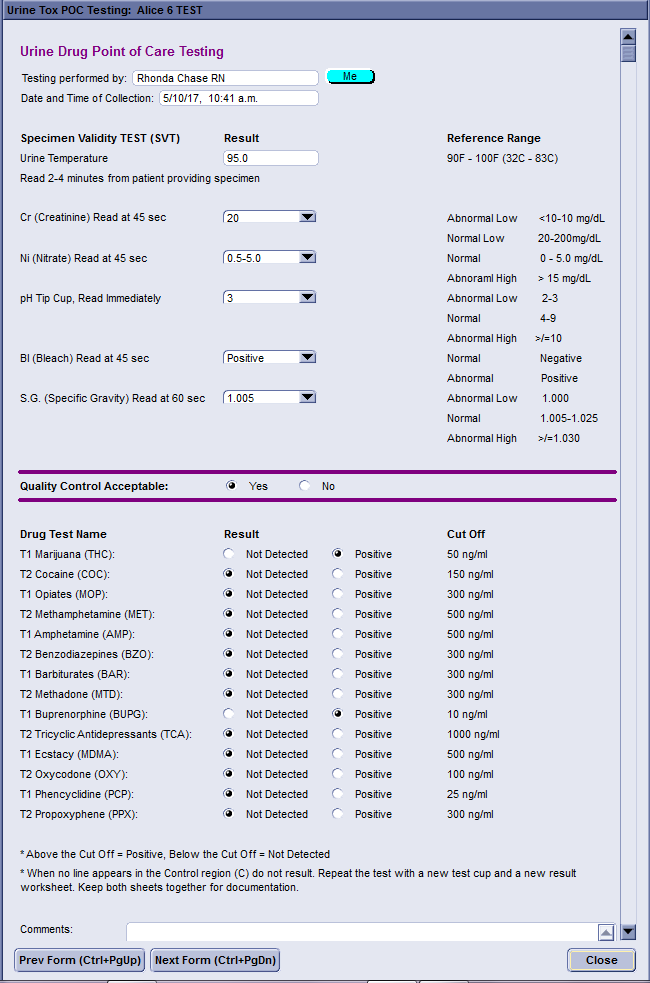 Urine Tox POC Testing: Alice 6 TEST
Urine Drug Point of Care Testing
Testing performed by: Rhonda Chase RN Me
Date and Time of Collection: 5/10/17, 10:41 a.m.
Specimen Validity TEST (SVT) Result Reference Range
Urine Temperature 95.0 90F - 100F (32C - 83C)
Read 2-4 minutes from patient providing specimen
Cr (Creatinine) Read at 45 sec 20 Abnormal Low <10-10 mg/dL
Normal Low 20-200mg/dL
Ni (Nitrate) Read at 45 sec 0.5-5.0 Normal 0 - 5.0 mg/dL
Abnoraml High > 15 mg/dL
pH Tip Cup, Read Immediately 3 Abnormal Low 2-3
Normal 4-9
Abnormal High >/=10
Bl (Bleach) Read at 45 sec Positive Normal Negative
Abnormal Positive
S.G. (Specific Gravity) Read at 60 sec 1.005 Abnormal Low 1.000
Normal 1.005-1.025
Abnormal High >/=1.030
Quality Control Acceptable: Yes No
Drug Test Name Result Cut Off
T1 Marijuana (THC): Not Detected Positive 50 ng/ml
T2 Cocaine (COC): Not Detected Positive 150 ng/ml
T1 Opiates (MOP): Not Detected Positive 300 ng/ml
T2 Methamphetamine (MET): Not Detected Positive 500 ng/ml
T1 Amphetamine (AMP): Not Detected Positive 500 ng/ml
T2 Benzodiazepines (BZO): Not Detected Positive 300 ng/ml
T1 Barbiturates (BAR): Not Detected Positive 300 ng/ml
T2 Methadone (MTD): Not Detected Positive 300 ng/ml
T1 Buprenorphine (BUPG): Not Detected Positive 10 ng/ml
T2 Tricyclic Antidepressants (TCA): Not Detected Positive 1000 ng/ml
T1 Ecstacy (MDMA): Not Detected Positive 500 ng/ml
T2 Oxycodone (OXY): Not Detected Positive 100 ng/ml
T1 Phencyclidine (PCP): Not Detected Positive 25 ng/ml
T2 Propoxyphene (PPX): Not Detected Positive 300 ng/ml
* Above the Cut Off = Positive, Below the Cut Off = Not Detected
* When no line appears in the Control region (C) do not result. Repeat the test with a new test cup and a new result
worksheet. Keep both sheets together for documentation.
Comments:
Prev Form (Ctrl+PgUp) Next Form (Ctrl+PgDn) Close